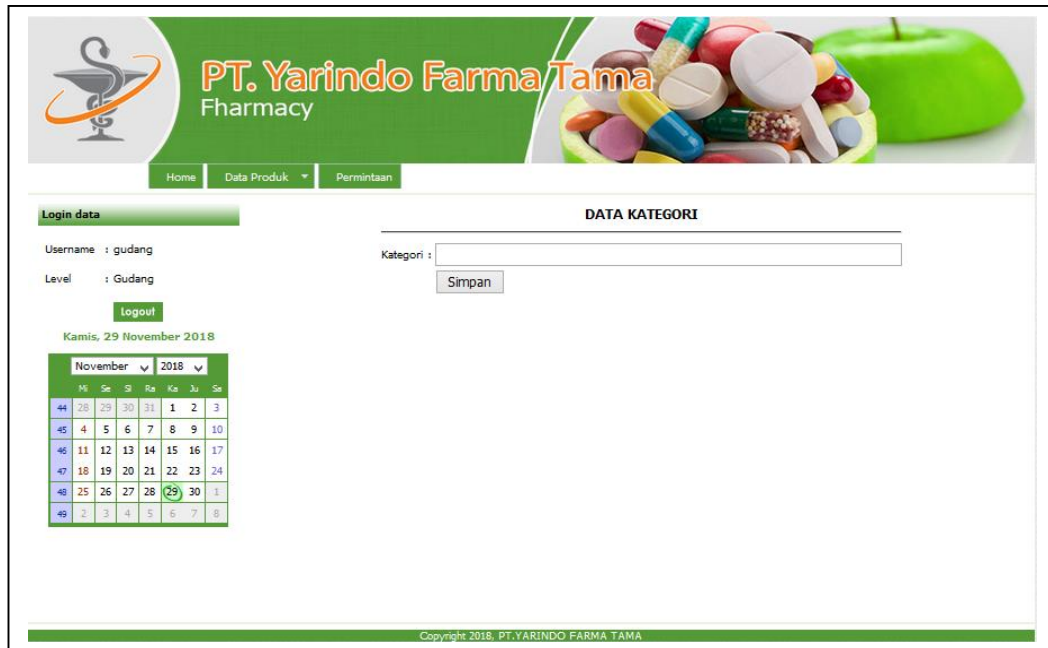 PT. Yarindo Farma Tama
Fharmacy
Home Data Produk Permintaan
Login data
Username : gudang
Level : Gudang
Logout
Kamis, 29 November 2018
November 2018
Mi Se Sl Ra Ka Ju Sa
44 28 29 30 31 1 2 3
45 4 5 6 7 8 9 10
46 11 12 13 14 15 16 17
47 18 19 20 21 22 23 24
48 25 26 27 28 29 30 1
49 2 3 4 5 6 7 8
DATA KATEGORI
Kategori :
Simpan
Copyright 2018, PT.YARINDO FARMA TAMA